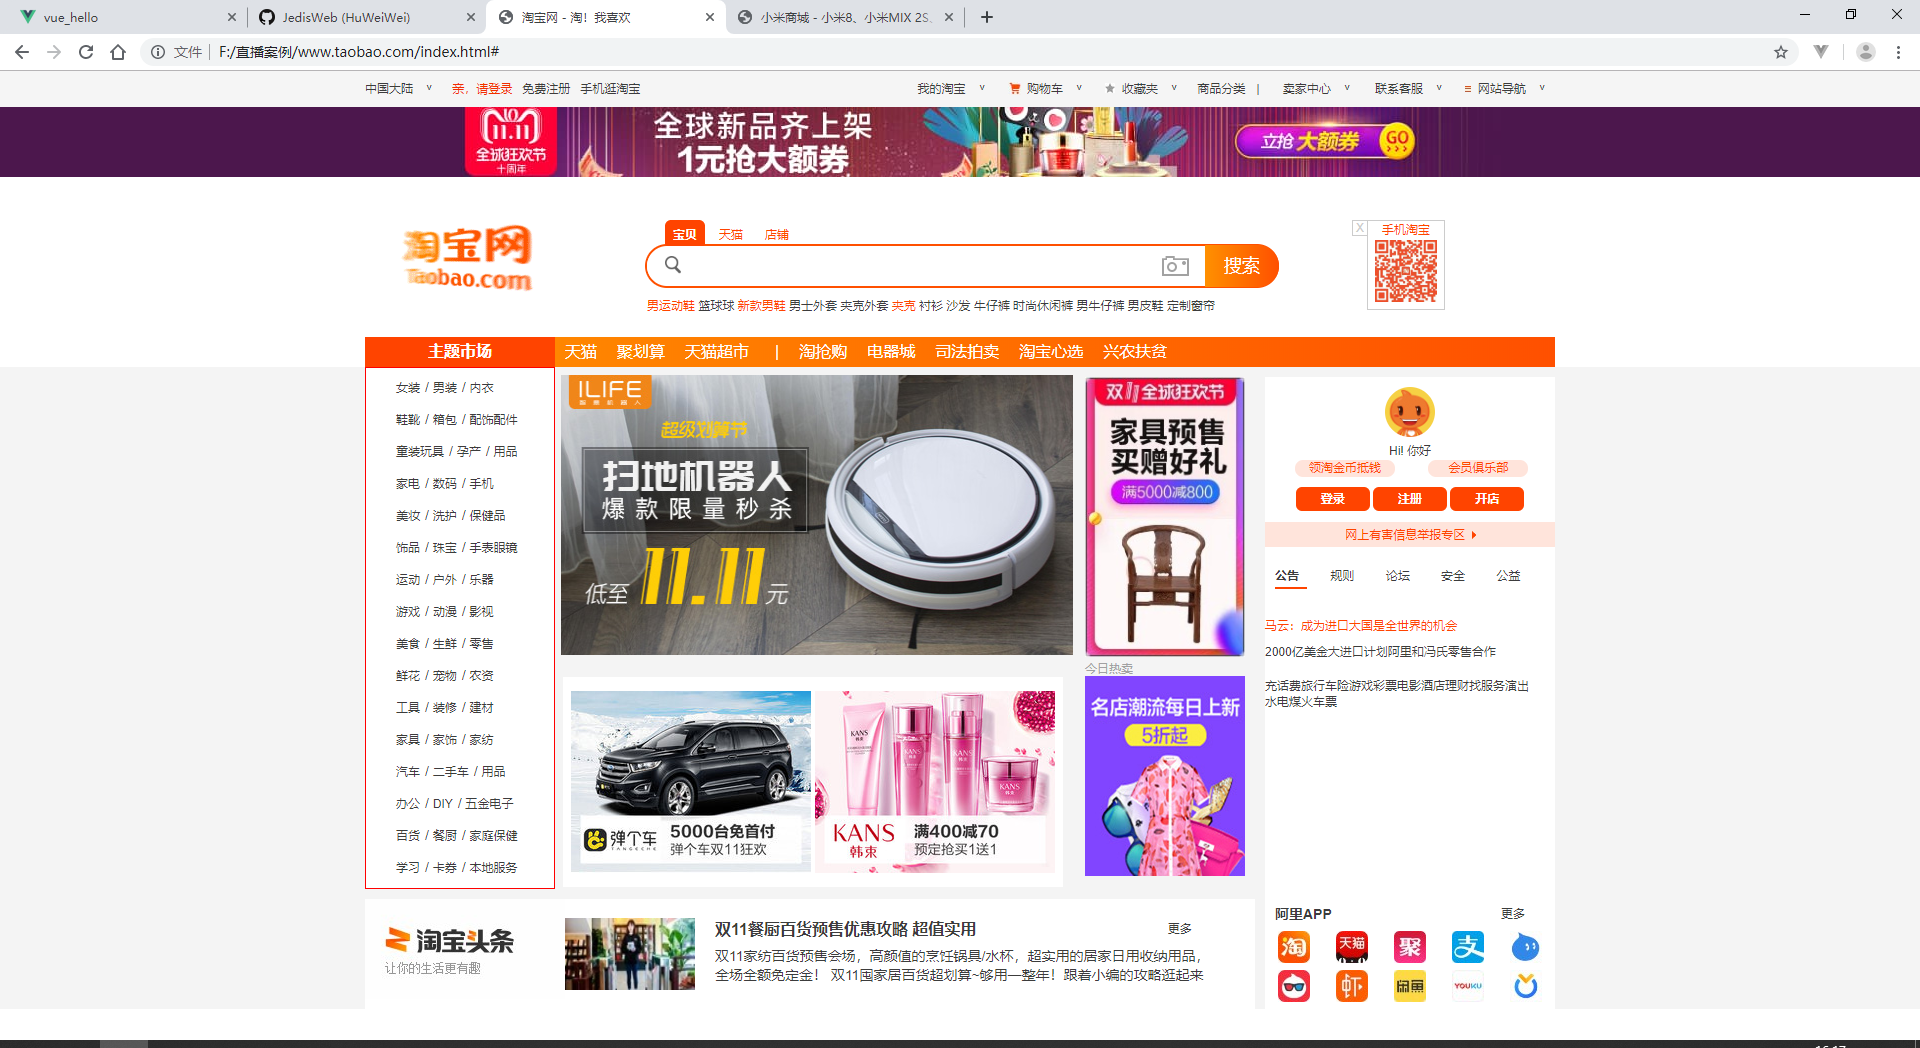 vue_hello
JedisWeb (HuWeiWei)
淘宝网 - 淘！我喜欢
小米商城 - 小米8、小米MIX 2S、
文件 F:/直播案例/www.taobao.com/index.html#
中国大陆 亲，请登录 免费注册 手机逛淘宝 我的淘宝 购物车 收藏夹 商品分类 | 卖家中心 联系客服 网站导航
11.11
全球狂欢节
十周年
全球新品齐上架
1元抢大额券
立抢大额券 GO
淘宝网
Taobao.com
宝贝 天猫 店铺
搜索
男运动鞋 篮球球 新款男鞋 男士外套 夹克外套 夹克 衬衫 沙发 牛仔裤 时尚休闲裤 男牛仔裤 男皮鞋 定制窗帘
X 手机淘宝
主题市场 天猫 聚划算 天猫超市 | 淘抢购 电器城 司法拍卖 淘宝心选 兴农扶贫
女装 / 男装 / 内衣
鞋靴 / 箱包 / 配饰配件
童装玩具 / 孕产 / 用品
家电 / 数码 / 手机
美妆 / 洗护 / 保健品
饰品 / 珠宝 / 手表眼镜
运动 / 户外 / 乐器
游戏 / 动漫 / 影视
美食 / 生鲜 / 零售
鲜花 / 宠物 / 农资
工具 / 装修 / 建材
家具 / 家饰 / 家纺
汽车 / 二手车 / 用品
办公 / DIY / 五金电子
百货 / 餐厨 / 家庭保健
学习 / 卡券 / 本地服务
ILIFE
智意机器人
超级划算节
扫地机器人
爆款限量秒杀
低至11.11元
双11全球狂欢节
家具预售
买赠好礼
满5000减800
今日热卖
名店潮流每日上新
5折起
弹个车
TANGECHE
5000台免首付
弹个车双11狂欢
KANS
KANS
KANS
KANS
KANS
韩束
满400减70
预定抢买1送1
Hi! 你好
领淘金币抵钱 会员俱乐部
登录 注册 开店
网上有害信息举报专区
公告 规则 论坛 安全 公益
马云：成为进口大国是全世界的机会
2000亿美金大进口计划阿里和冯氏零售合作
充话费旅行车险游戏彩票电影酒店理财找服务演出
水电煤火车票
淘宝头条
让你的生活更有趣
双11餐厨百货预售优惠攻略 超值实用
更多
双11家纺百货预售会场，高颜值的烹饪锅具/水杯，超实用的居家日用收纳用品，
全场全额免定金！ 双11囤家居百货超划算~够用一整年！跟着小编的攻略逛起来
阿里APP 更多
淘 天猫 聚 支
虾 闲鱼 YOUKU